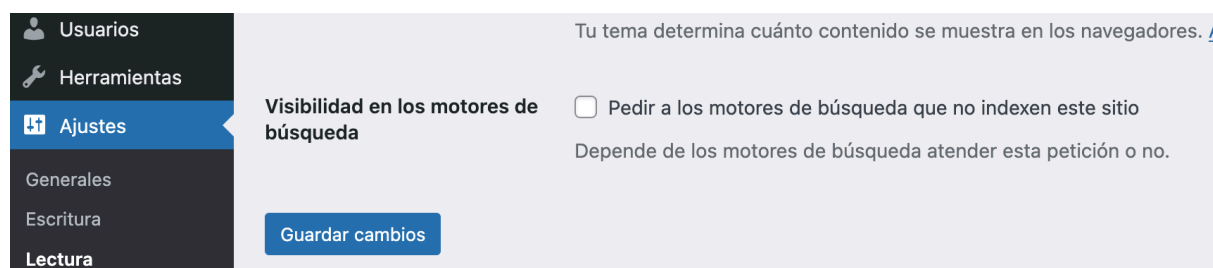 Usuarios
Herramientas
Ajustes
Generales
Escritura
Lectura
Tu tema determina cuánto contenido se muestra en los navegadores.
Visibilidad en los motores de
búsqueda
Pedir a los motores de búsqueda que no indexen este sitio
Depende de los motores de búsqueda atender esta petición o no.
Guardar cambios